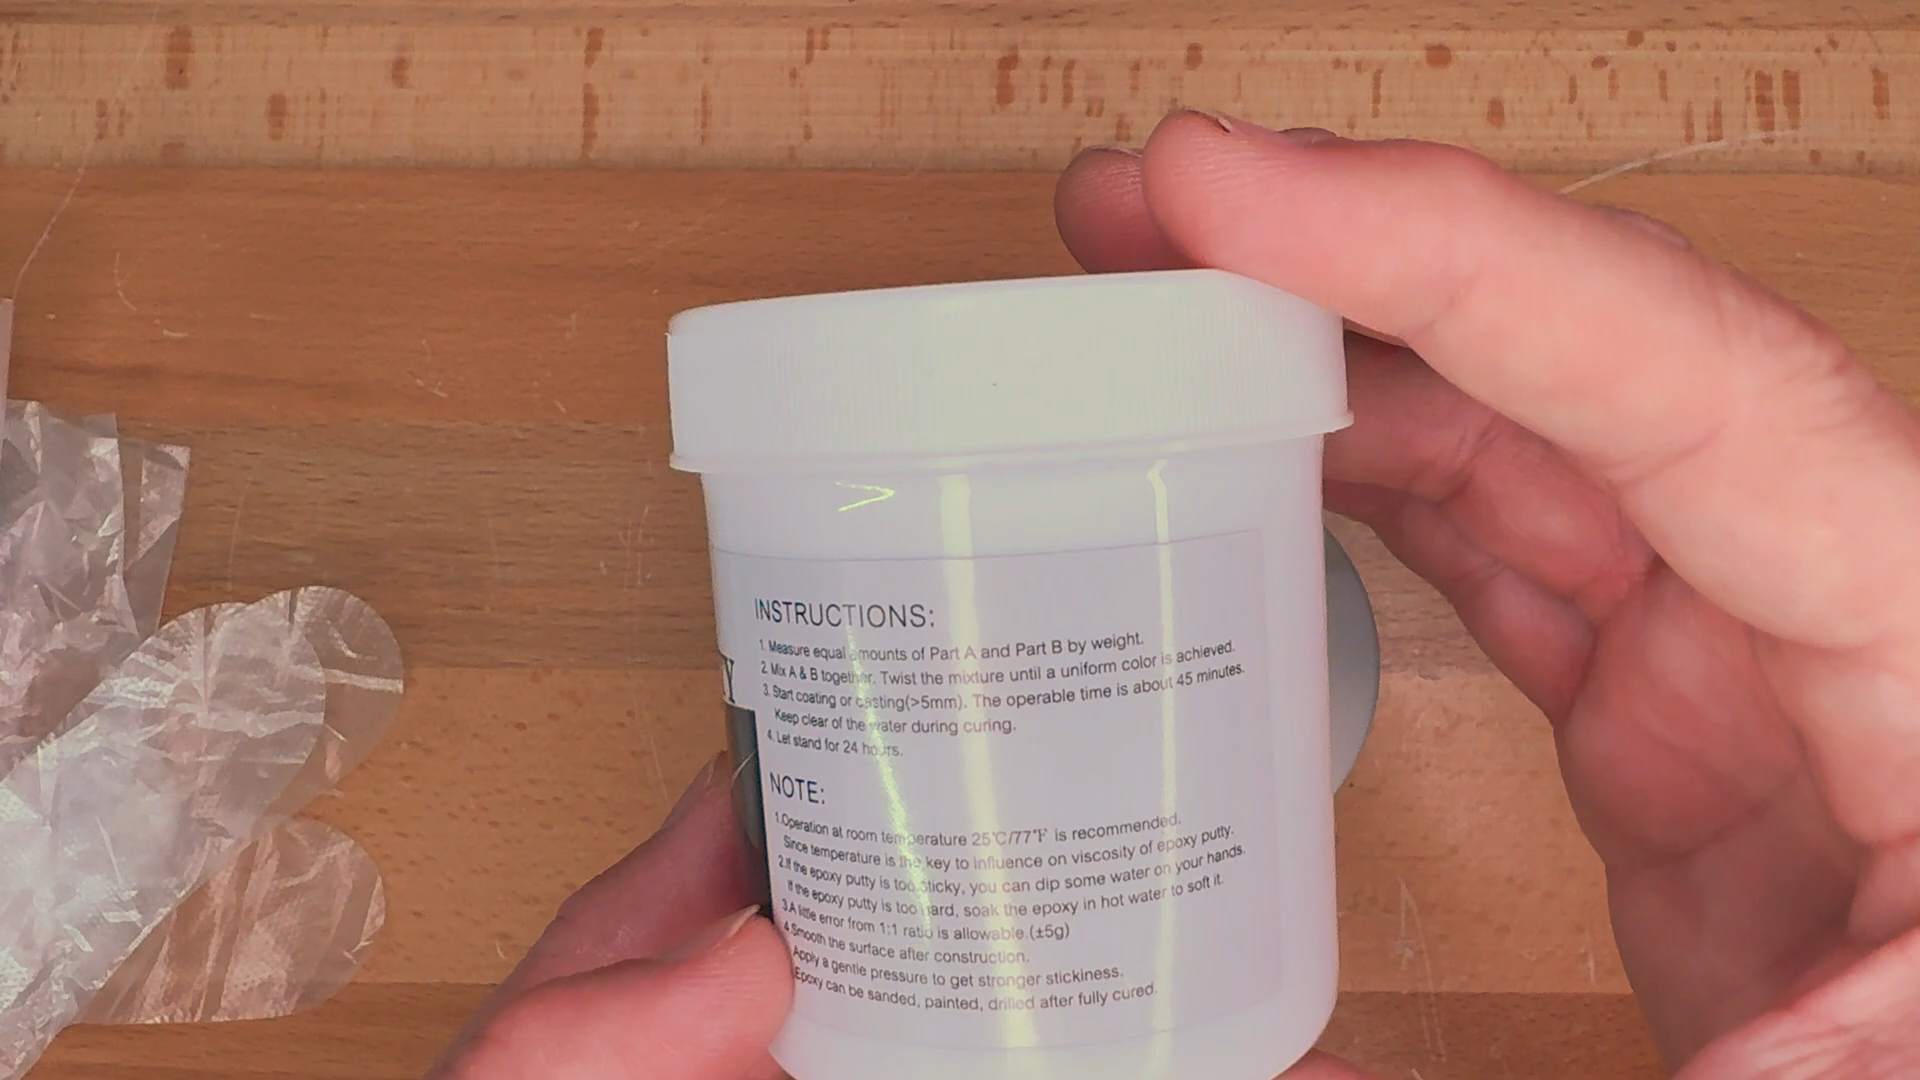 INSTRUCTIONS:
1. Measure equal amounts of Part A and Part B by weight.
2. Mix A & B together. Twist the mixture until a uniform color is achieved.
3. Start coating or casting(>5mm). The operable time is about 45 minutes.
Keep clear of the water during curing.
4. Let stand for 24 hours.
NOTE:
1.Operation at room temperature 25℃/77℉ is recommended.
Since temperature is the key to influence on viscosity of epoxy putty.
2.If the epoxy putty is too sticky, you can dip some water on your hands.
If the epoxy putty is too hard, soak the epoxy in hot water to soft it.
3.A little error from 1:1 ratio is allowable.(±5g)
4.Smooth the surface after construction.
Apply a gentle pressure to get stronger stickiness.
Epoxy can be sanded, painted, drilled after fully cured.